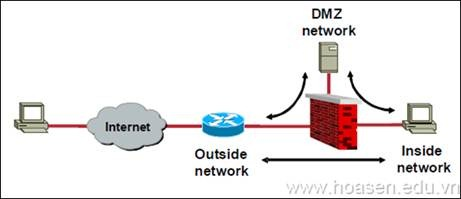 DMZ
network
Internet
Outside
network
Inside
network
www.hoasen.edu.vn